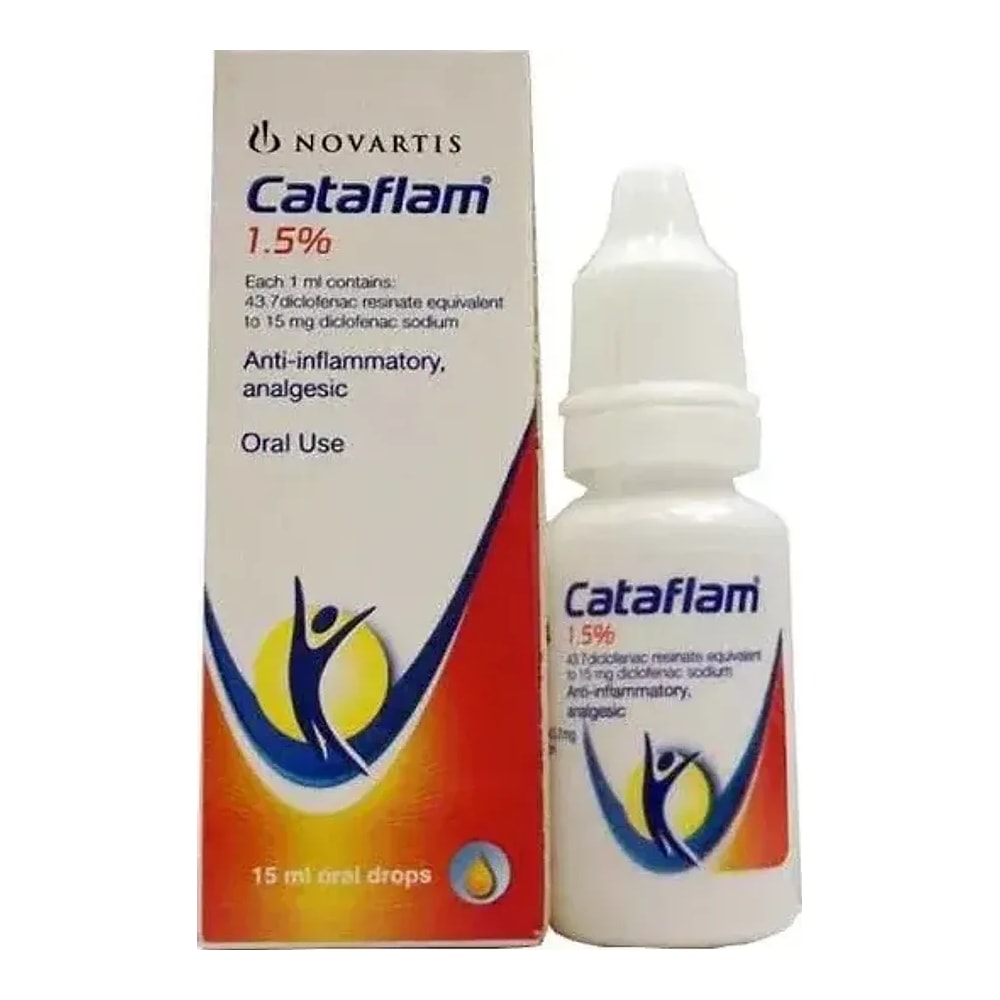 NOVARTIS
Cataflam®
1.5%
Each 1 ml contains:
43.7diclofenac resinate equivalent
to 15 mg diclofenac sodium
Anti-inflammatory,
analgesic
Oral Use
15 ml oral drops
Cataflam®
1.5%
43.7diclofenac resinate equivalent
to 15 mg diclofenac sodium
Anti-inflammatory,
analgesic